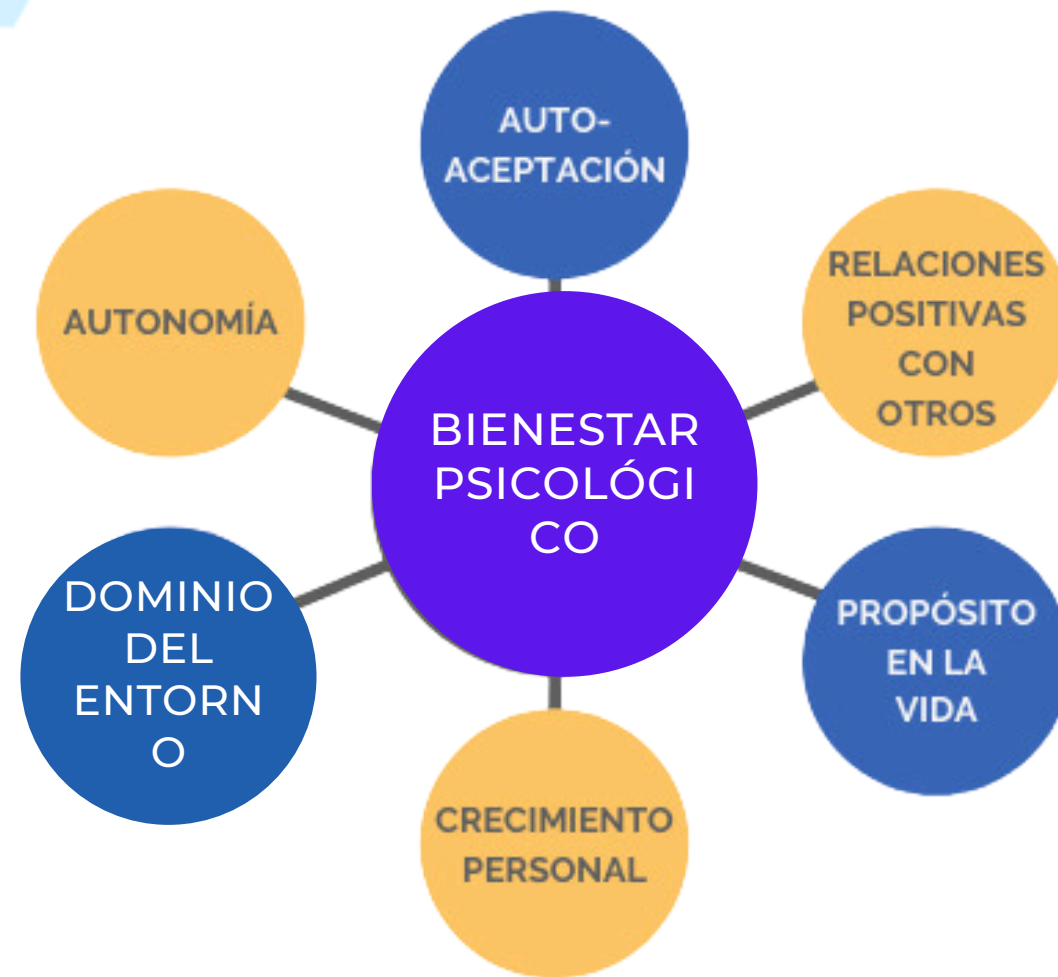 AUTO-
ACEPTACIÓN
AUTONOMÍA
RELACIONES
POSITIVAS
CON
OTROS
BIENESTAR
PSICOLÓGI
CO
DOMINIO
DEL
ENTORN
O
PROPÓSITO
EN LA
VIDA
CRECIMIENTO
PERSONAL